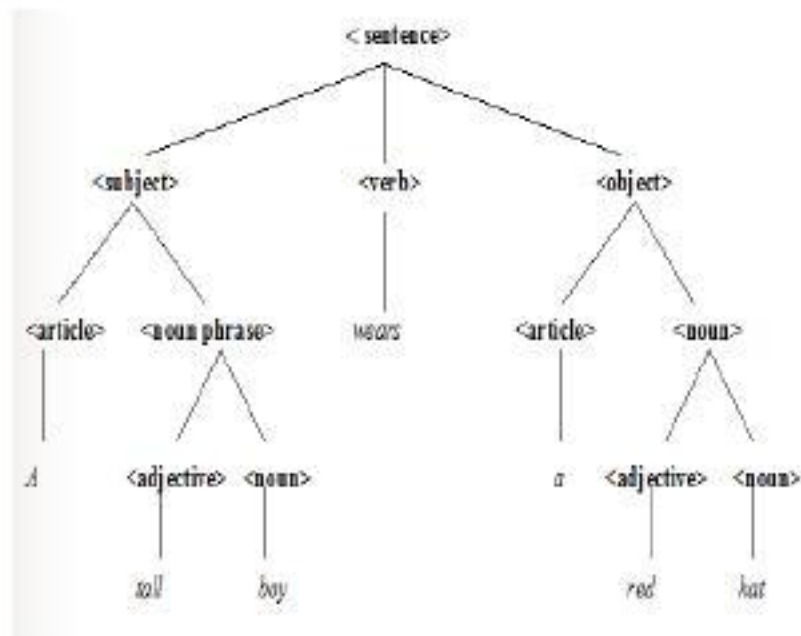 < sentence>
<subject> <verb> <object>
<article> <noun phrase> wears <article> <noun>
A <adjective> <noun> a <adjective> <noun>
tall boy red hat